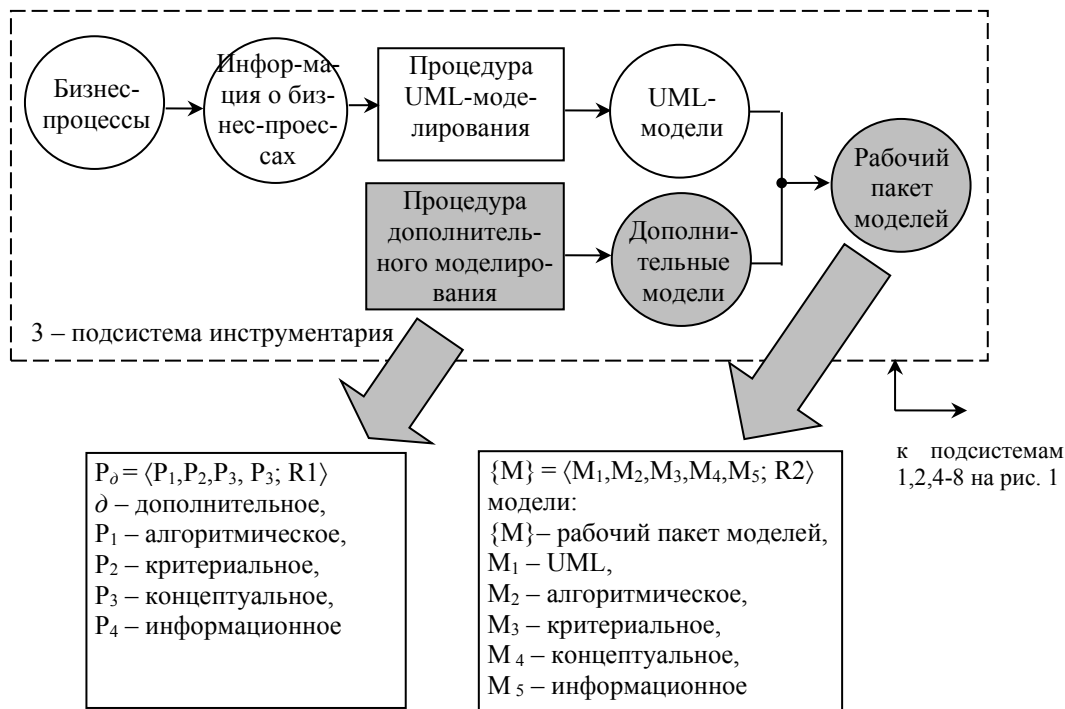 Бизнес-
процессы
Инфор-ма-
ция о биз-
нес-проес-
сах
Процедура
UML-моде-
лирования
UML-
модели
Рабочий
пакет
моделей
Процедура
дополнитель-
ного моделиро-
вания
Дополни-
тельные
модели
3 – подсистема инструментария
к подсистемам
1,2,4-8 на рис. 1
P∂ = ⟨P1,P2,P3, P3; R1⟩
∂ – дополнительное,
P1 – алгоритмическое,
P2 – критериальное,
P3 – концептуальное,
P4 – информационное
{M} = ⟨M1,M2,M3,M4,M5; R2⟩
модели:
{M}– рабочий пакет моделей,
M1 – UML,
M2 – алгоритмическое,
M3 – критериальное,
M 4 – концептуальное,
M 5 – информационное